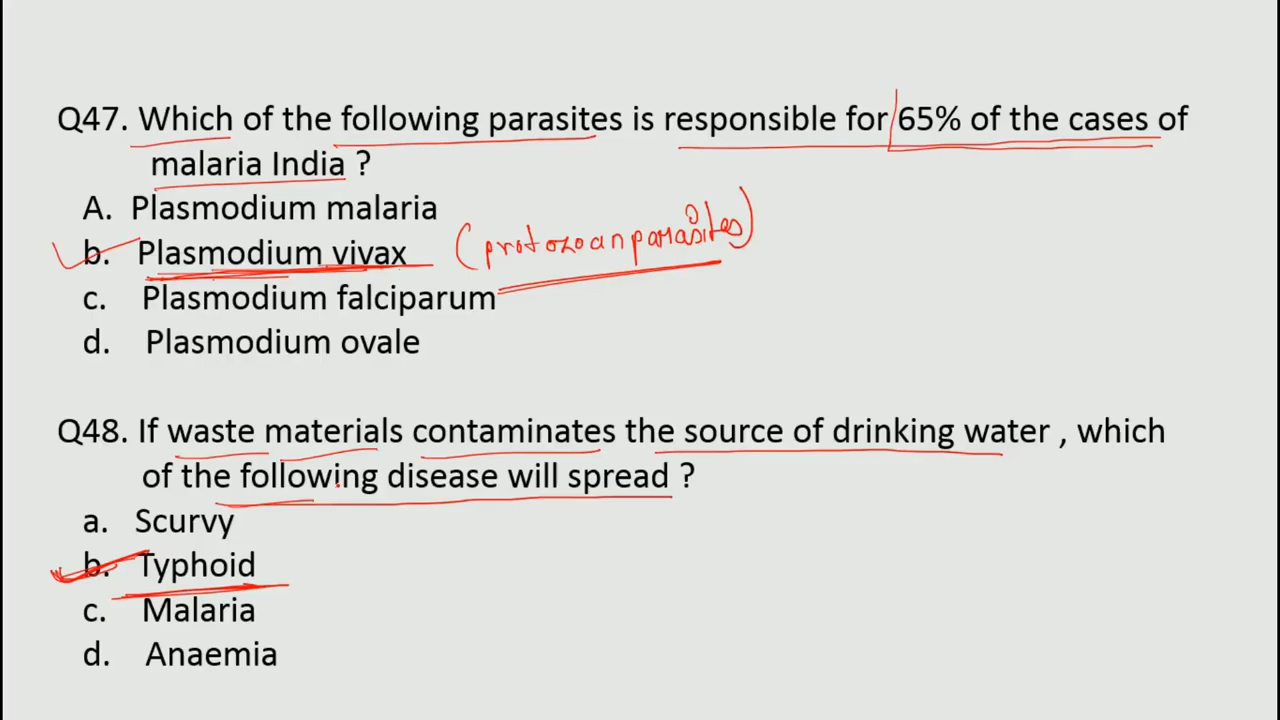 Q47. Which of the following parasites is responsible for 65% of the cases of
malaria India ?
A. Plasmodium malaria
b. Plasmodium vivax (protozoan parasites)
c. Plasmodium falciparum
d. Plasmodium ovale
Q48. If waste materials contaminates the source of drinking water , which
of the following disease will spread ?
a. Scurvy
b. Typhoid
c. Malaria
d. Anaemia